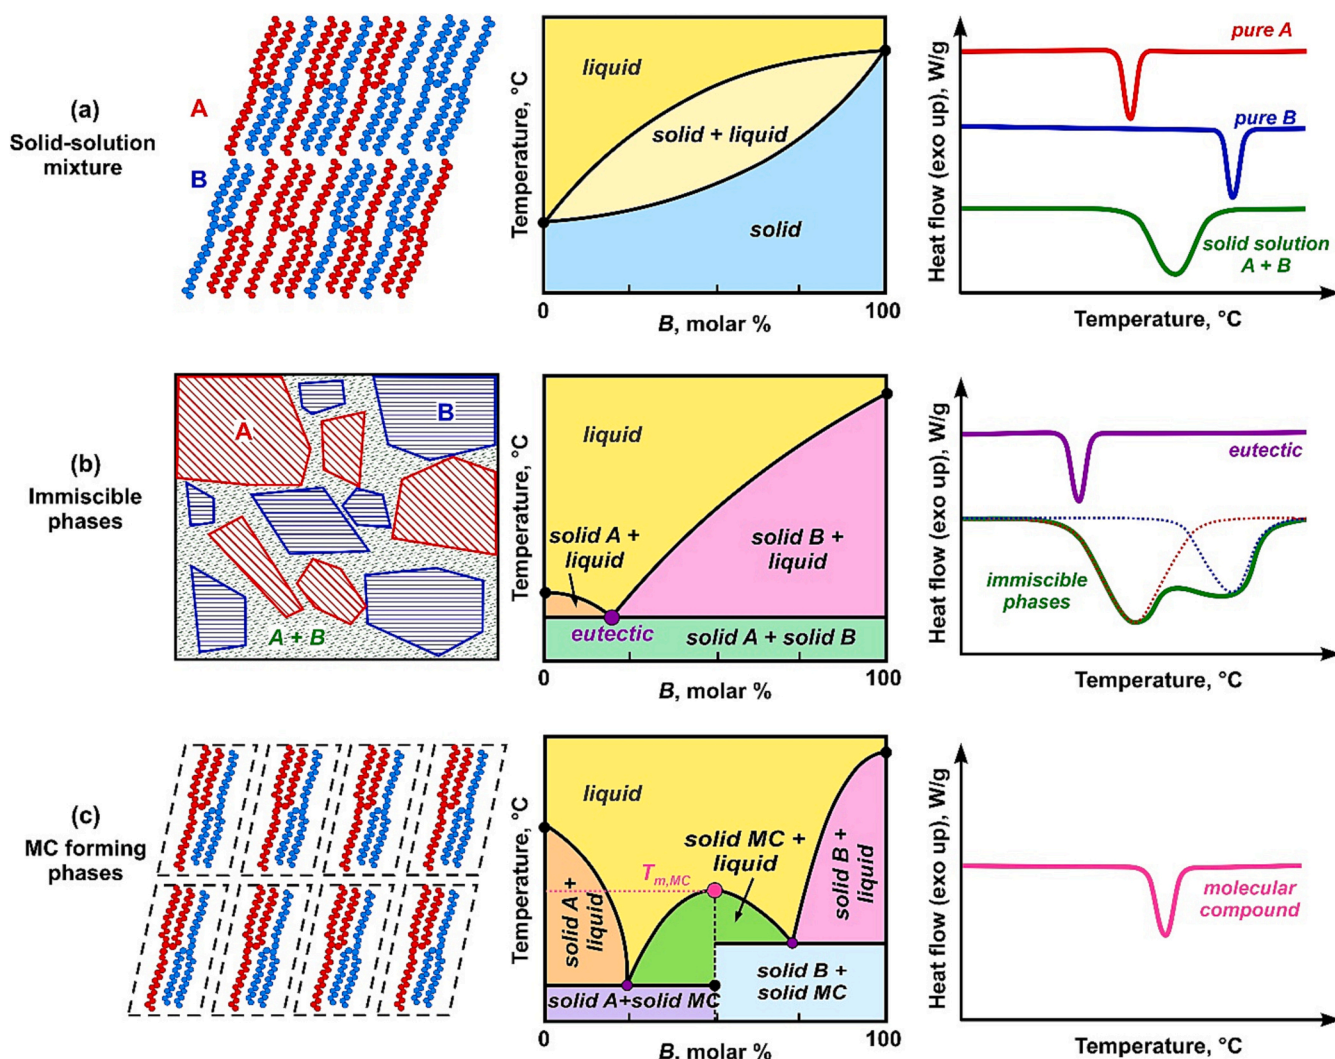 (a)
Solid-solution
mixture
A
B
Temperature, °C
liquid
solid + liquid
solid
0
100
B, molar %
Heat flow (exo up), W/g
pure A
pure B
solid solution
A + B
Temperature, °C
(b)
Immiscible
phases
A
B
A + B
Temperature, °C
liquid
solid A +
liquid
solid B +
liquid
eutectic
solid A + solid B
0
100
B, molar %
Heat flow (exo up), W/g
eutectic
immiscible
phases
Temperature, °C
(c)
MC forming
phases
Temperature, °C
liquid
solid MC +
liquid
Tm,MC
solid A +
liquid
solid B +
liquid
solid A+solid MC
solid B +
solid MC
0
100
B, molar %
Heat flow (exo up), W/g
molecular
compound
Temperature, °C